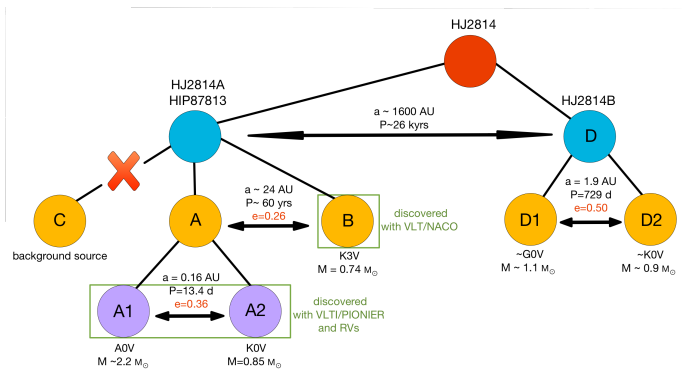 HJ2814
HJ2814A
HIP87813
HJ2814B
a ~ 1600 AU
P~26 kyrs
D
a ~ 24 AU
P~ 60 yrs
e=0.26
a = 1.9 AU
P=729 d
e=0.50
C
A
B
D1
D2
discovered
with VLT/NACO
background source
K3V
M = 0.74 M☉
~G0V
M ~ 1.1 M☉
~K0V
M ~ 0.9 M☉
a = 0.16 AU
P=13.4 d
e=0.36
A1
A2
discovered
with VLTI/PIONIER
and RVs
A0V
M ~2.2 M☉
K0V
M=0.85 M☉